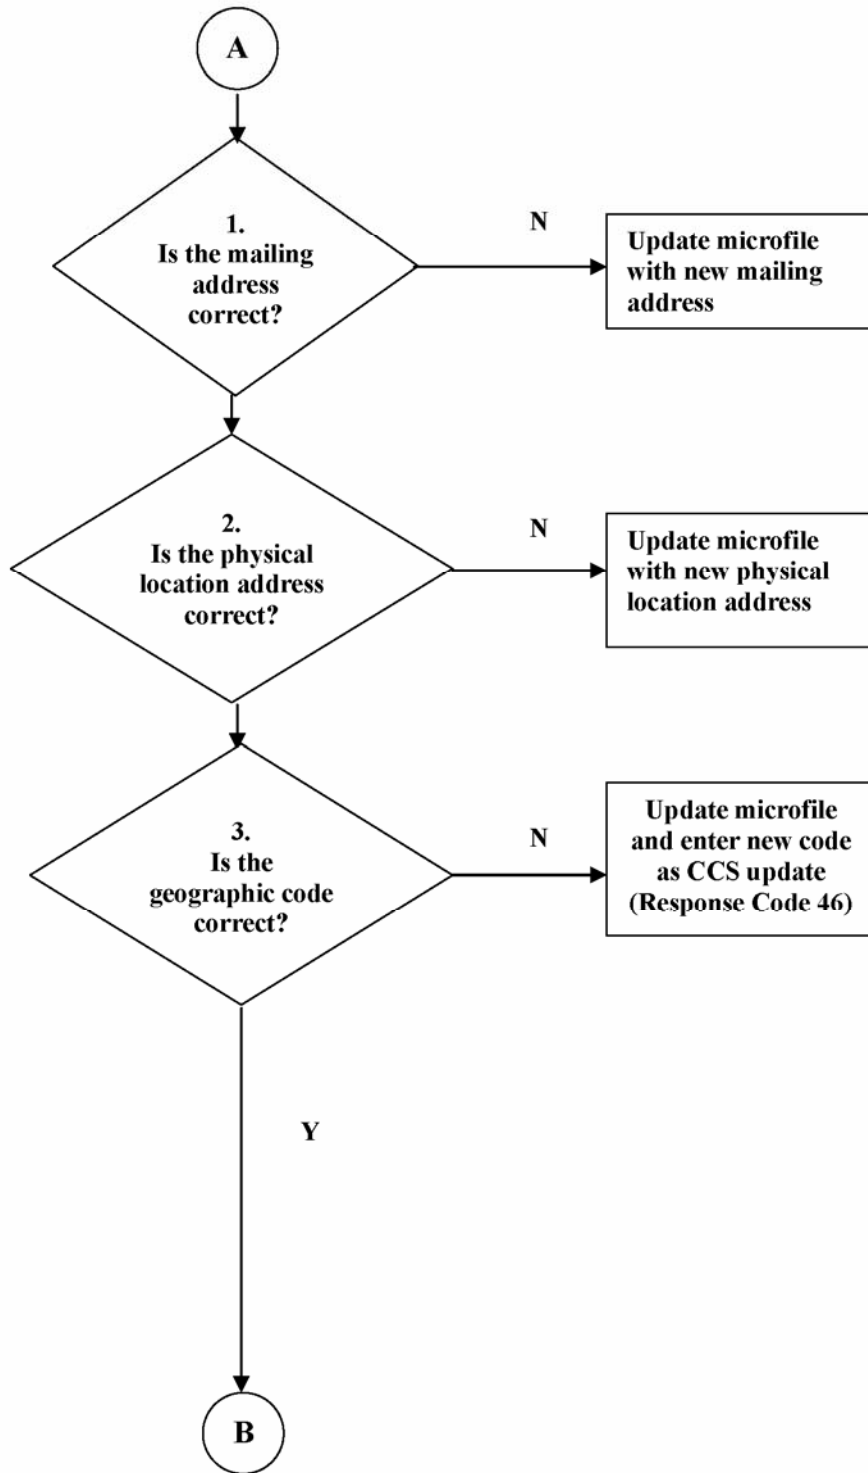 A
1.
Is the mailing
address
correct?
N
Update microfile
with new mailing
address
2.
Is the physical
location address
correct?
N
Update microfile
with new physical
location address
3.
Is the
geographic code
correct?
N
Update microfile
and enter new code
as CCS update
(Response Code 46)
Y
B